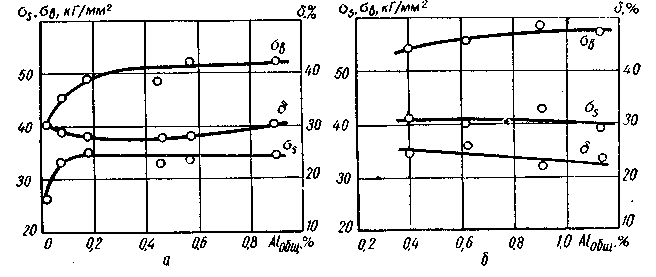 σs, σв, кГ/мм² δ,% σs, σв, кГ/мм² δ,%
σв σв
50 40 50 40
δ σs
40 30 40 30
σs δ
30 20 30 20
20 10 20 10
0 0,2 0,4 0,6 0,8 Alобщ.% 0,2 0,4 0,6 0,8 1,0 Alобщ.%
а б